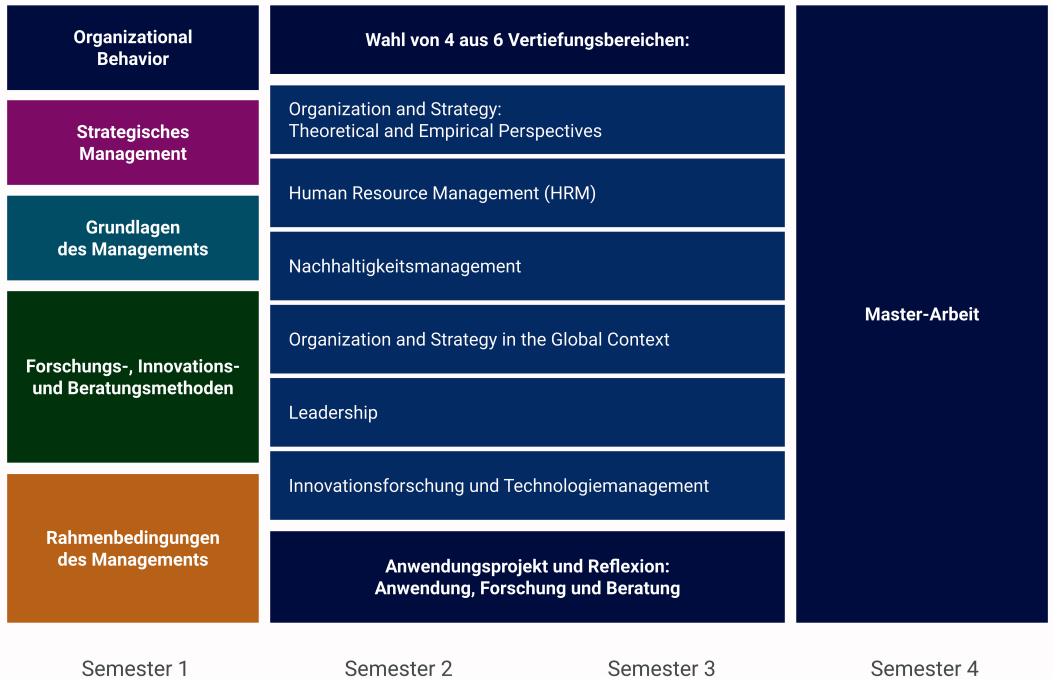 Organizational
Behavior
Strategisches
Management
Grundlagen
des Managements
Forschungs-, Innovations-
und Beratungsmethoden
Rahmenbedingungen
des Managements
Wahl von 4 aus 6 Vertiefungsbereichen:
Organization and Strategy:
Theoretical and Empirical Perspectives
Human Resource Management (HRM)
Nachhaltigkeitsmanagement
Organization and Strategy in the Global Context
Leadership
Innovationsforschung und Technologiemanagement
Anwendungsprojekt und Reflexion:
Anwendung, Forschung und Beratung
Master-Arbeit
Semester 1
Semester 2
Semester 3
Semester 4